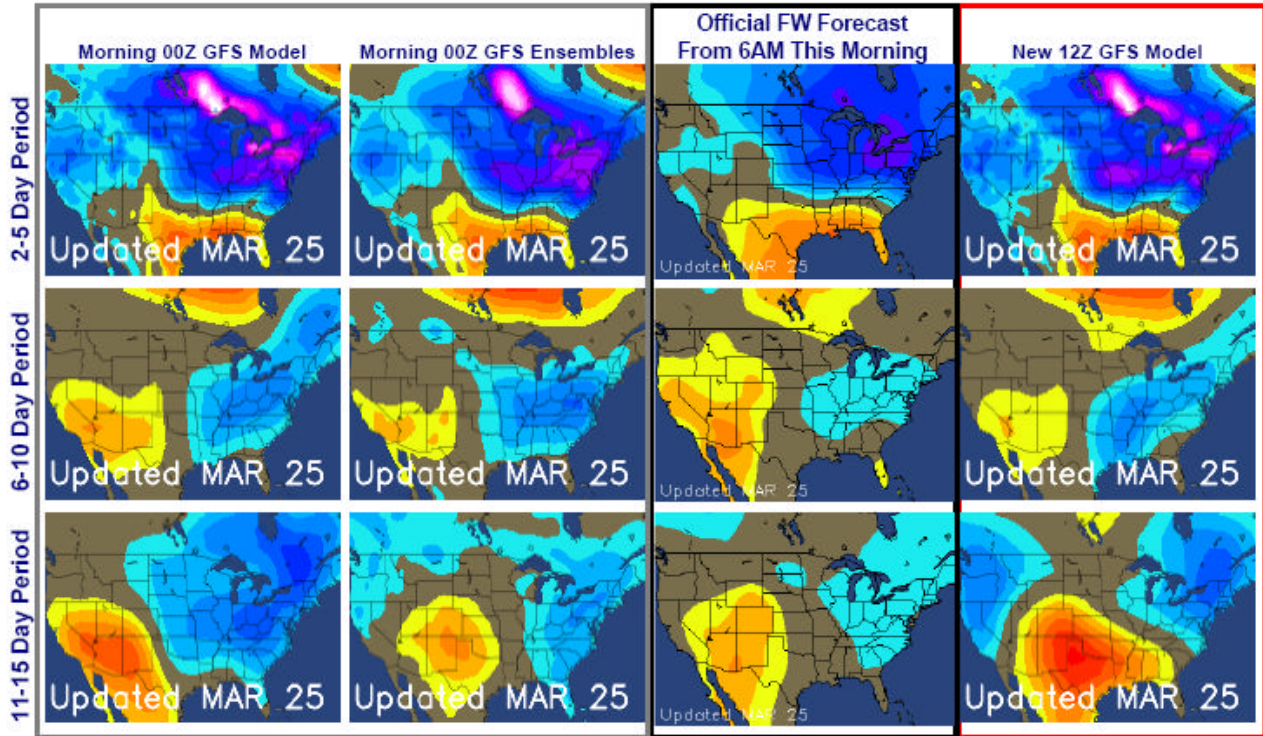 Morning 00Z GFS Model
Morning 00Z GFS Ensembles
Official FW Forecast
From 6AM This Morning
New 12Z GFS Model
2-5 Day Period
Updated MAR 25
Updated MAR 25
Updated MAR 25
Updated MAR 25
6-10 Day Period
Updated MAR 25
Updated MAR 25
Updated MAR 25
Updated MAR 25
11-15 Day Period
Updated MAR 25
Updated MAR 25
Updated MAR 25
Updated MAR 25